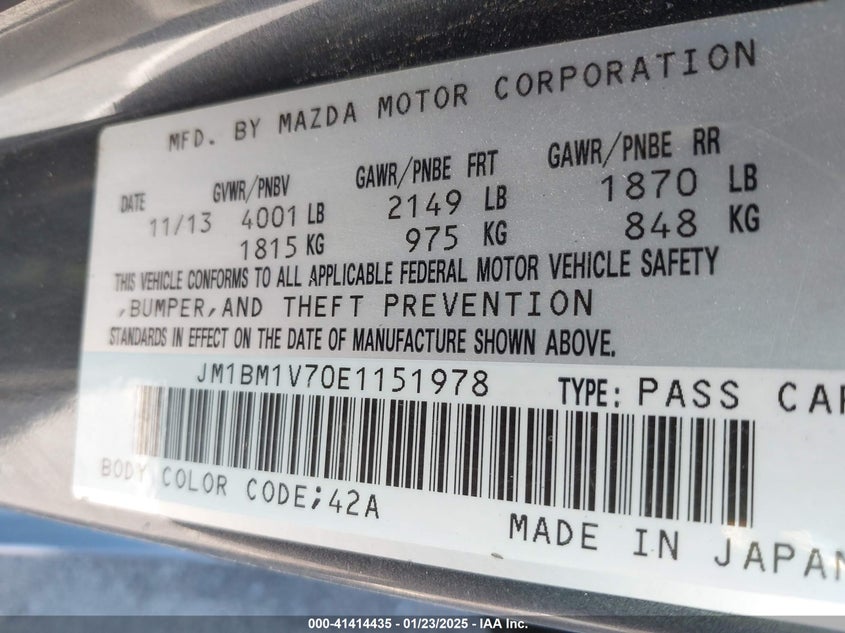 MFD. BY MAZDA MOTOR CORPORATION
DATE GVWR/PNBV GAWR/PNBE FRT GAWR/PNBE RR
11/13 4001 LB 2149 LB 1870 LB
1815 KG 975 KG 848 KG
THIS VEHICLE CONFORMS TO ALL APPLICABLE FEDERAL MOTOR VEHICLE SAFETY
,BUMPER,AND THEFT PREVENTION
STANDARDS IN EFFECT ON THE DATE OF MANUFACTURE SHOWN ABOVE.
JM1BM1V70E1151978 TYPE: PASS CAR
BODY COLOR CODE;42A
MADE IN JAPAN
000-41414435 - 01/23/2025 - IAA Inc.